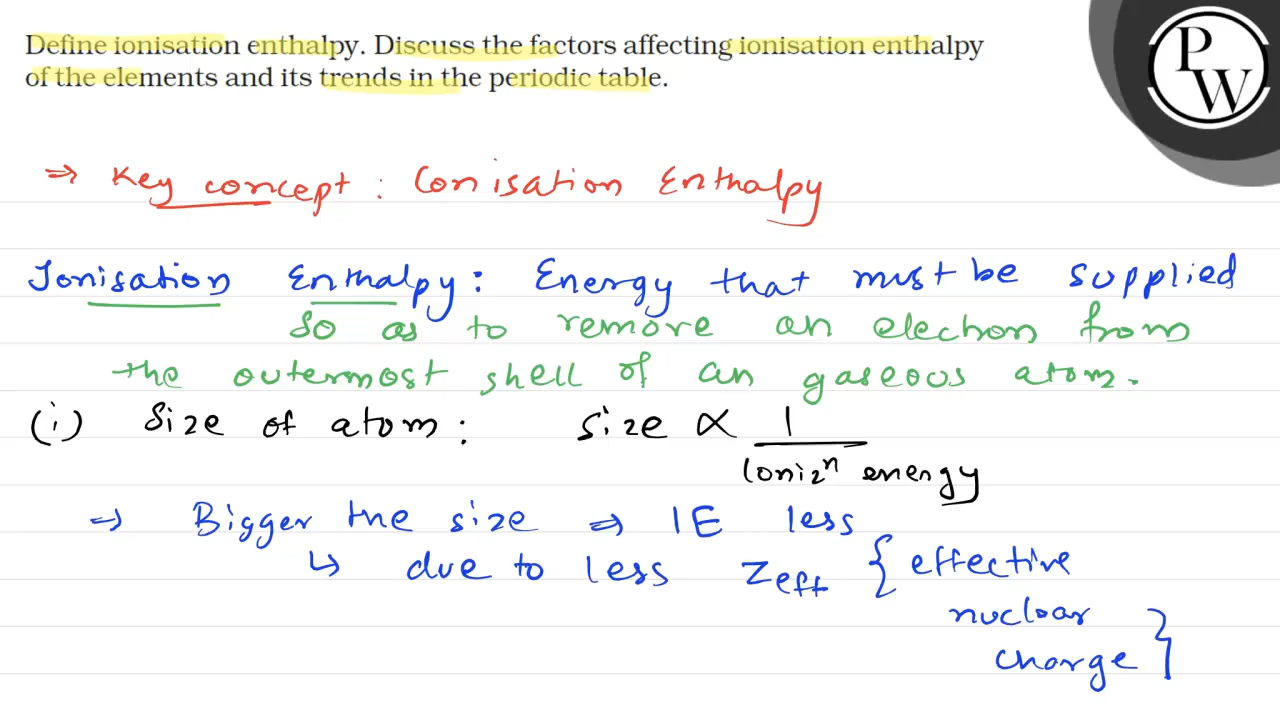 Define ionisation enthalpy. Discuss the factors affecting ionisation enthalpy
of the elements and its trends in the periodic table.
PW
⇒ Key concept : Ionisation Enthalpy
Ionisation Enthalpy : Energy that must be supplied
so as to remove an electron from
the outermost shell of an gaseous atom.
(i) Size of atom : Size ∝ 1
Ionizⁿ energy
⇒ Bigger the size ⇒ IE less
↳ due to less Zeff { effective
nuclear
charge }